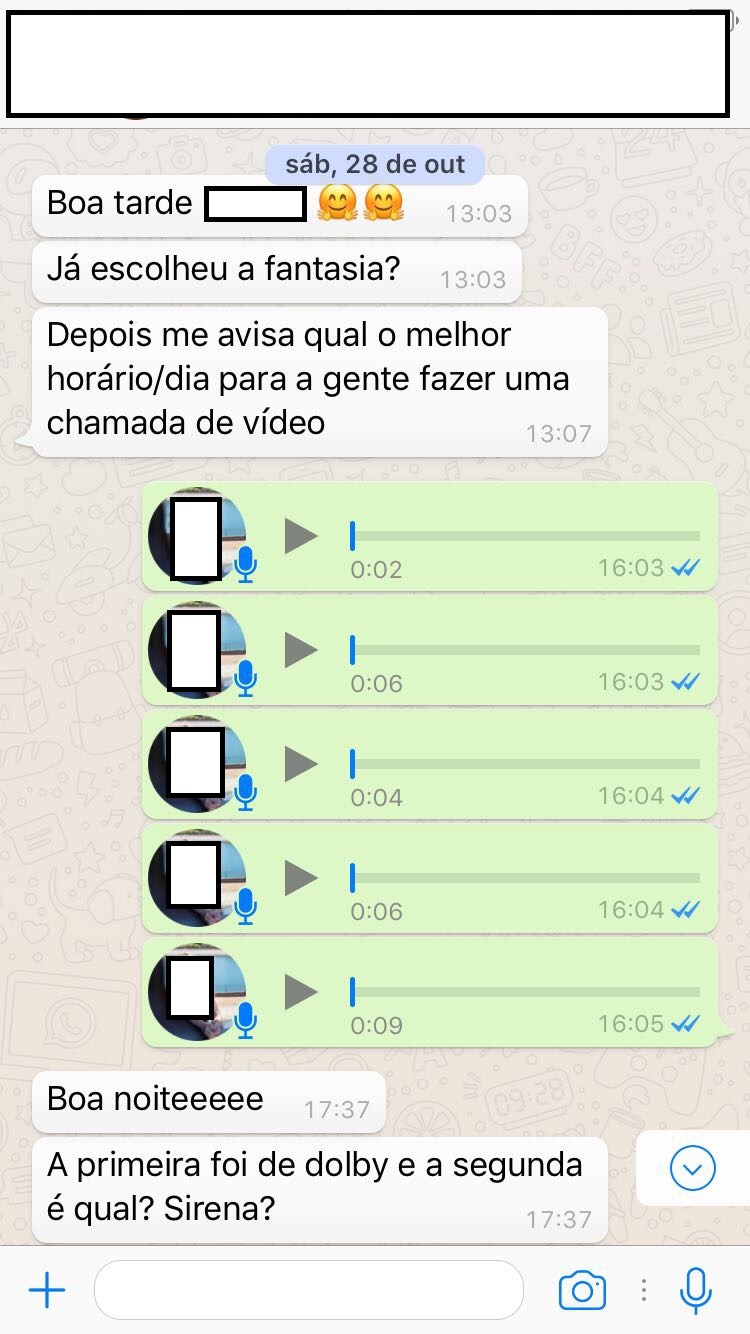 sáb, 28 de out
Boa tarde 🤗🤗 13:03
Já escolheu a fantasia? 13:03
Depois me avisa qual o melhor
horário/dia para a gente fazer uma
chamada de vídeo 13:07
0:02 16:03
0:06 16:03
0:04 16:04
0:06 16:04
0:09 16:05
Boa noiteeeee 17:37
A primeira foi de dolby e a segunda
é qual? Sirena? 17:37